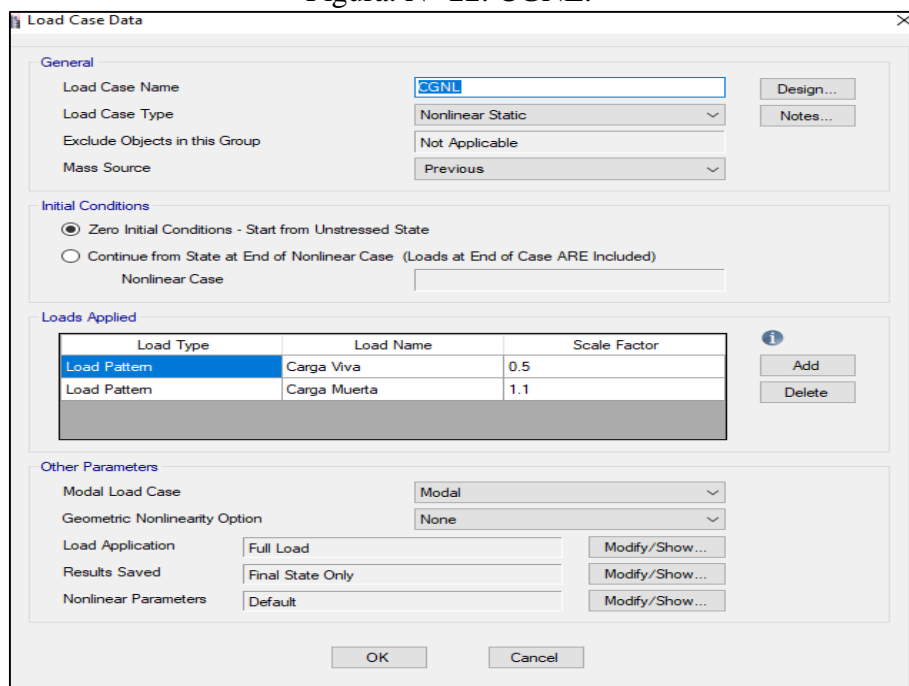 Figura. N° 22. CGNL.
Load Case Data
General
Load Case Name CGNL Design...
Load Case Type Nonlinear Static Notes...
Exclude Objects in this Group Not Applicable
Mass Source Previous
Initial Conditions
Zero Initial Conditions - Start from Unstressed State
Continue from State at End of Nonlinear Case (Loads at End of Case ARE Included)
Nonlinear Case
Loads Applied
Load Type Load Name Scale Factor
Load Pattern Carga Viva 0.5 Add
Load Pattern Carga Muerta 1.1 Delete
Other Parameters
Modal Load Case Modal
Geometric Nonlinearity Option None
Load Application Full Load Modify/Show...
Results Saved Final State Only Modify/Show...
Nonlinear Parameters Default Modify/Show...
OK Cancel